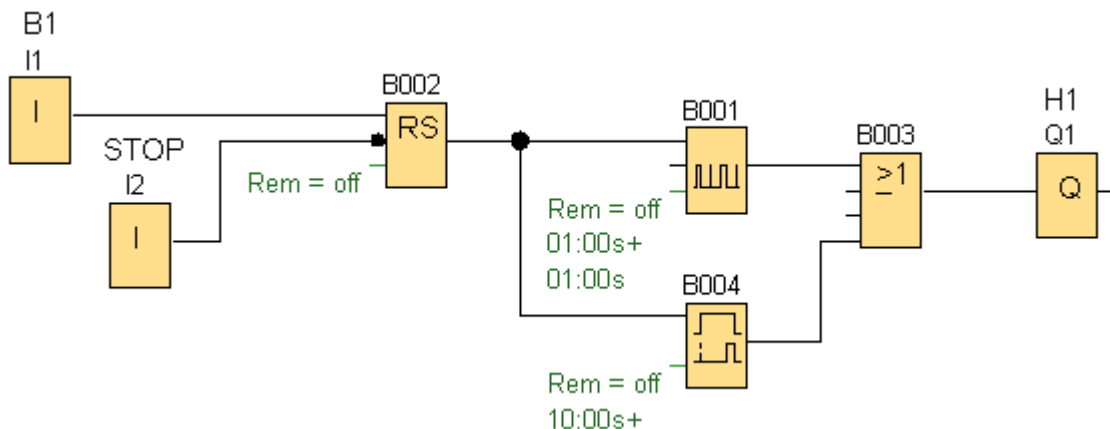 B1
I1
I
STOP
I2
I
B002
RS
Rem = off
B001
Rem = off
01:00s+
01:00s
B004
Rem = off
10:00s+
B003
≥1
H1
Q1
Q